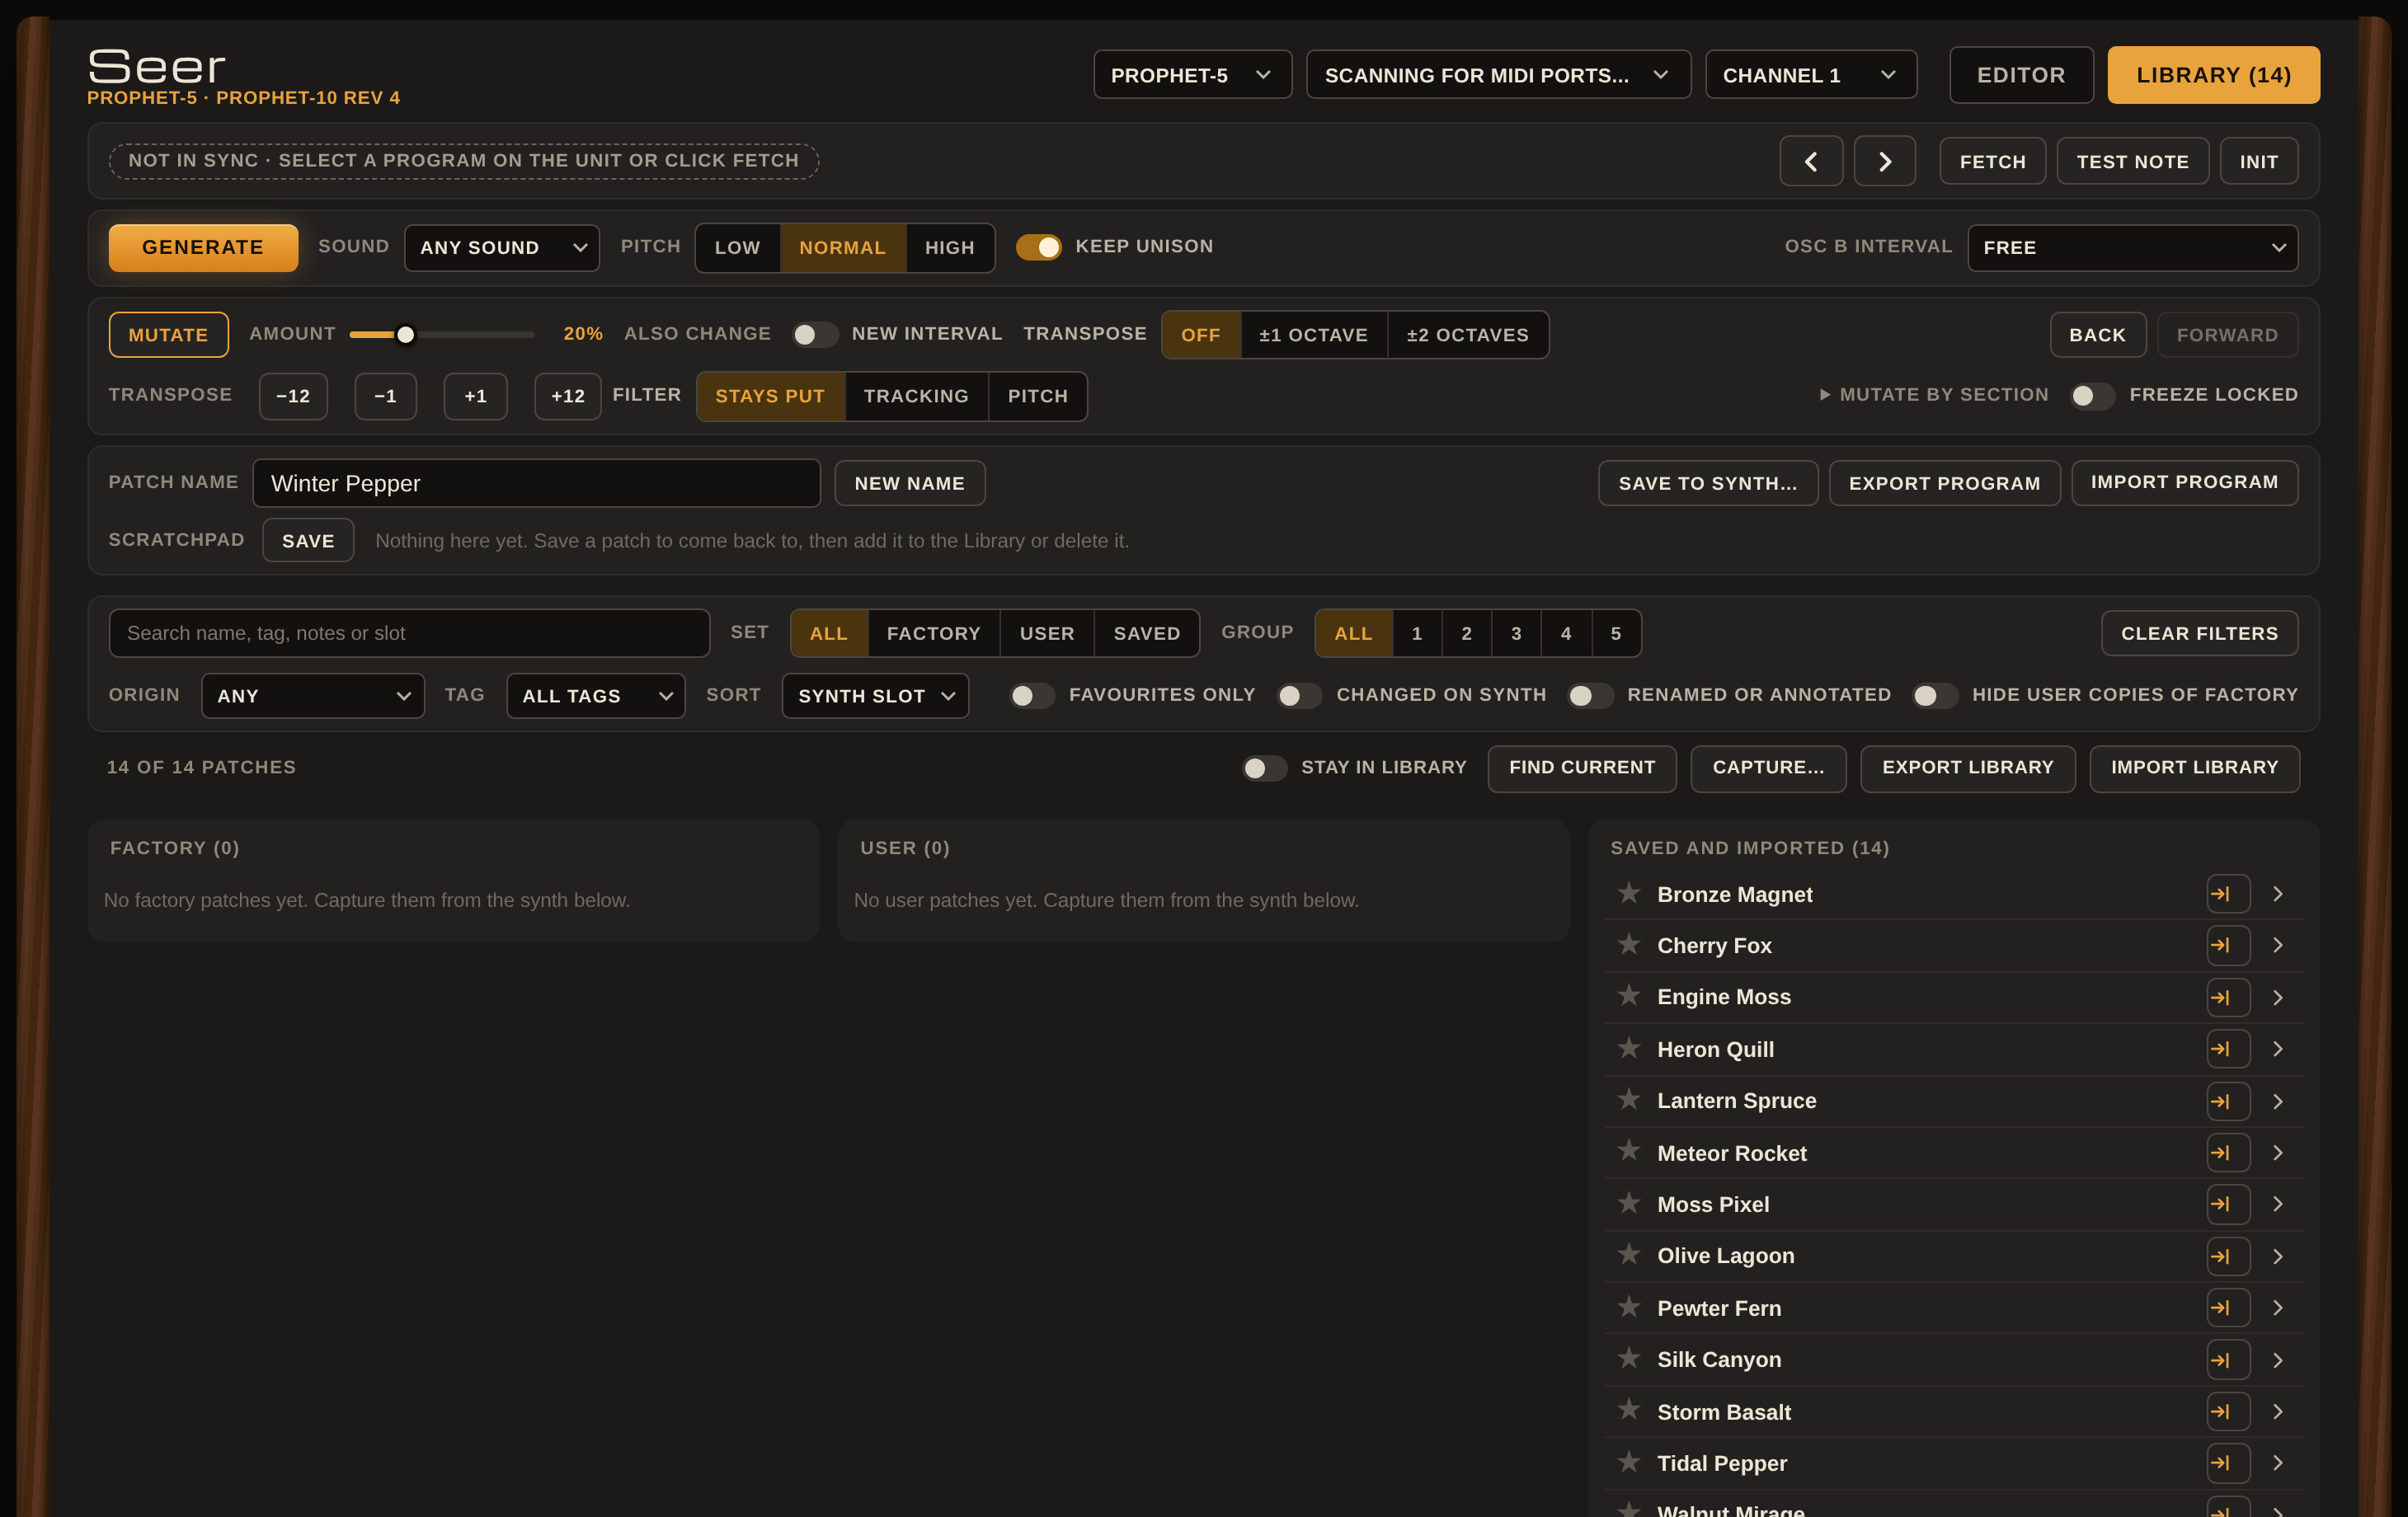 Seer
PROPHET-5 · PROPHET-10 REV 4
PROPHET-5 SCANNING FOR MIDI PORTS... CHANNEL 1 EDITOR LIBRARY (14)
NOT IN SYNC · SELECT A PROGRAM ON THE UNIT OR CLICK FETCH FETCH TEST NOTE INIT
GENERATE SOUND ANY SOUND PITCH LOW NORMAL HIGH KEEP UNISON OSC B INTERVAL FREE
MUTATE AMOUNT 20% ALSO CHANGE NEW INTERVAL TRANSPOSE OFF ±1 OCTAVE ±2 OCTAVES BACK FORWARD
TRANSPOSE −12 −1 +1 +12 FILTER STAYS PUT TRACKING PITCH MUTATE BY SECTION FREEZE LOCKED
PATCH NAME Winter Pepper NEW NAME SAVE TO SYNTH... EXPORT PROGRAM IMPORT PROGRAM
SCRATCHPAD SAVE Nothing here yet. Save a patch to come back to, then add it to the Library or delete it.
Search name, tag, notes or slot SET ALL FACTORY USER SAVED GROUP ALL 1 2 3 4 5 CLEAR FILTERS
ORIGIN ANY TAG ALL TAGS SORT SYNTH SLOT FAVOURITES ONLY CHANGED ON SYNTH RENAMED OR ANNOTATED HIDE USER COPIES OF FACTORY
14 OF 14 PATCHES STAY IN LIBRARY FIND CURRENT CAPTURE... EXPORT LIBRARY IMPORT LIBRARY
FACTORY (0)
No factory patches yet. Capture them from the synth below.
USER (0)
No user patches yet. Capture them from the synth below.
SAVED AND IMPORTED (14)
Bronze Magnet
Cherry Fox
Engine Moss
Heron Quill
Lantern Spruce
Meteor Rocket
Moss Pixel
Olive Lagoon
Pewter Fern
Silk Canyon
Storm Basalt
Tidal Pepper
Walnut Mirage